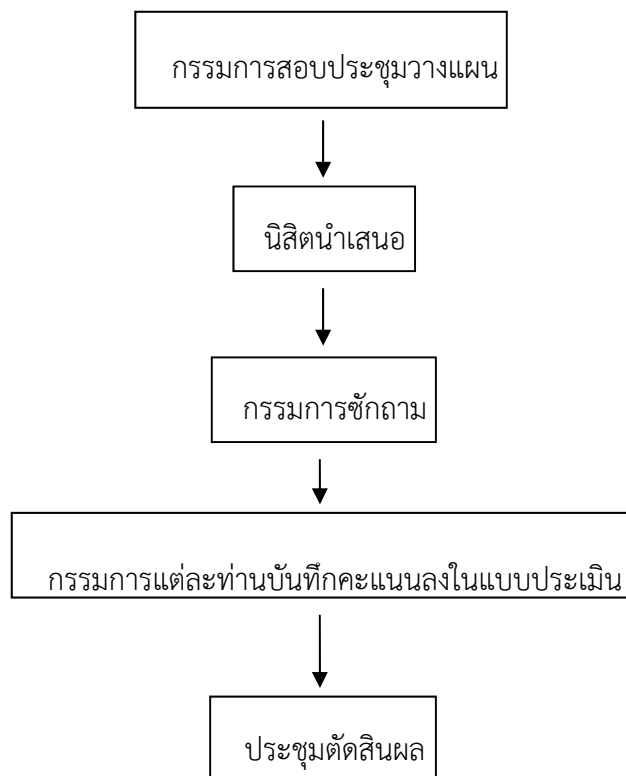 กรรมการสอบประชุมวางแผน
นิสิตนำเสนอ
กรรมการซักถาม
กรรมการแต่ละท่านบันทึกคะแนนลงในแบบประเมิน
ประชุมตัดสินผล